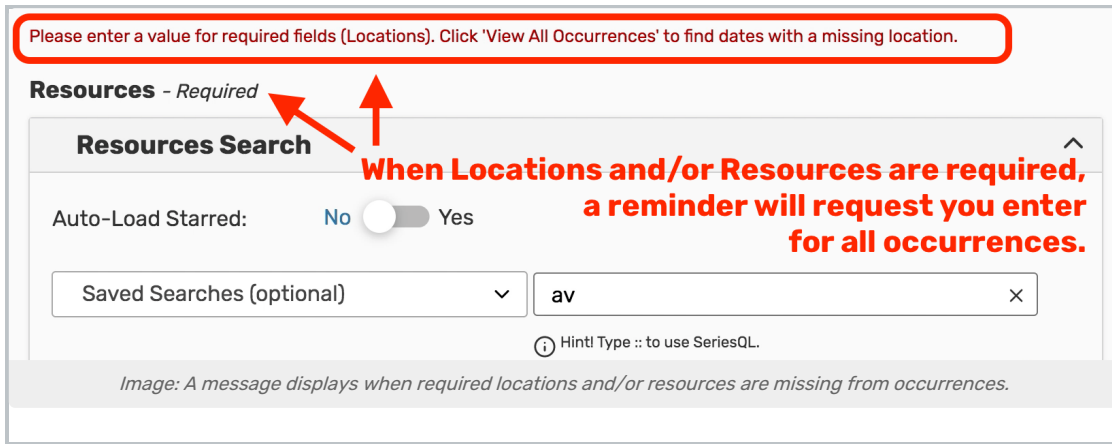 Please enter a value for required fields (Locations). Click 'View All Occurrences' to find dates with a missing location.
Resources - Required
Resources Search
When Locations and/or Resources are required,
a reminder will request you enter
for all occurrences.
Auto-Load Starred: No Yes
Saved Searches (optional)
av
Hint! Type :: to use SeriesQL.
Image: A message displays when required locations and/or resources are missing from occurrences.